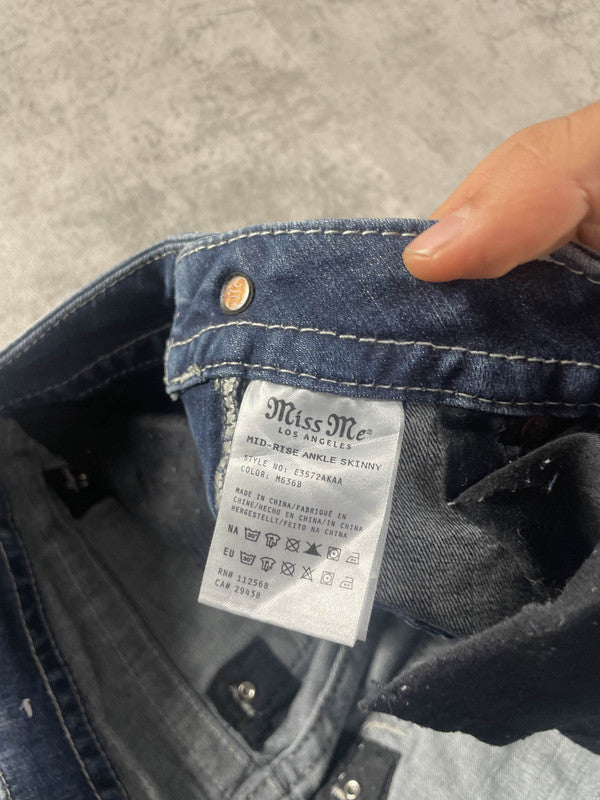 Miss Me®
LOS ANGELES
MID-RISE ANKLE SKINNY
STYLE NO: E3572AKAA
COLOR: M636B
MADE IN CHINA/FABRIQUE EN
CHINE/HECHO EN CHINA/IN CHINA
HERGESTELLT/FEITO NA CHINA
NA
EU
RN# 112568
CA# 29438